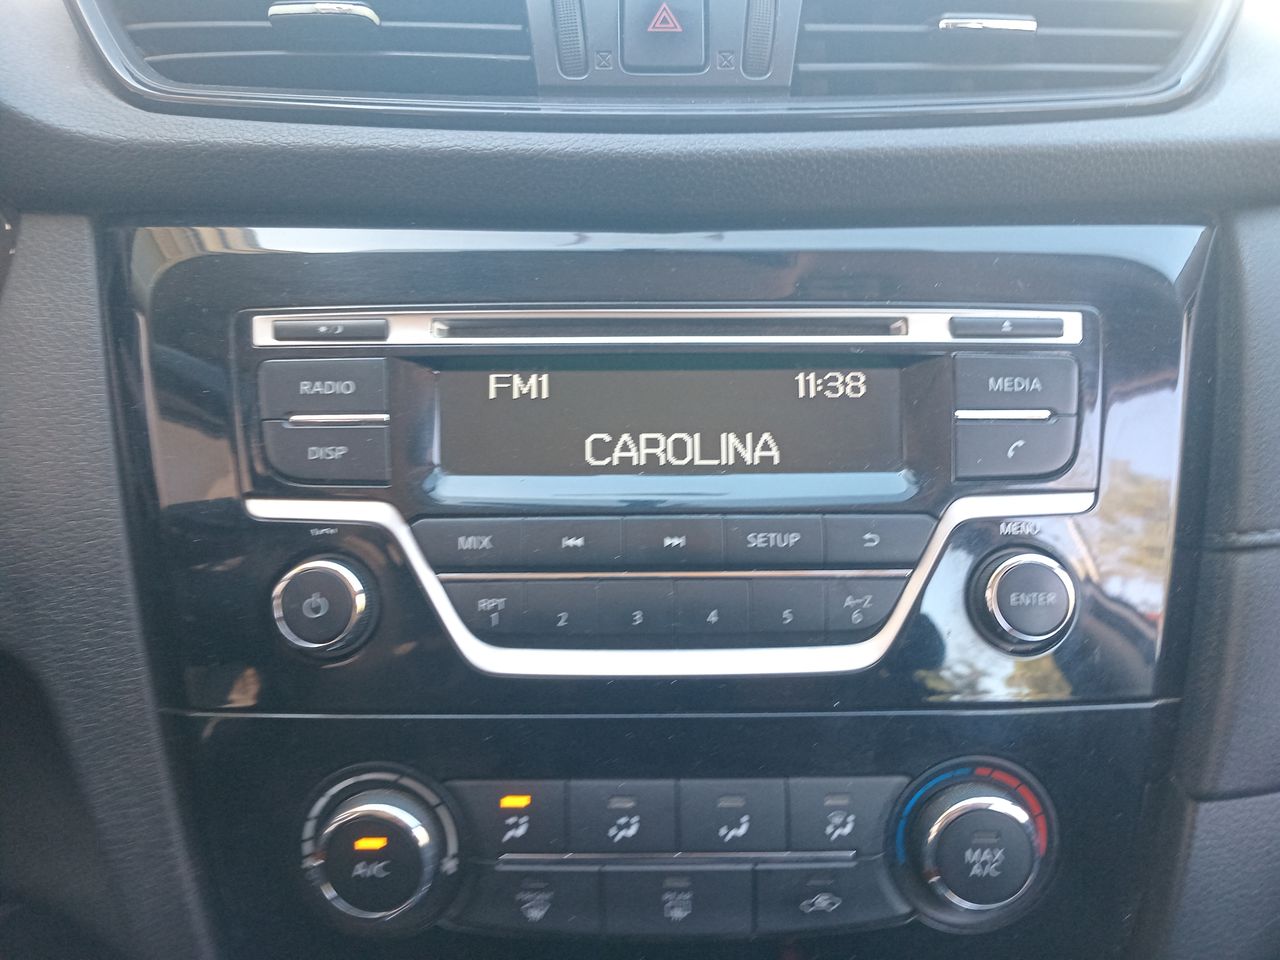 RADIO
DISP
FM1 11:38
CAROLINA
MEDIA
MENU
MIX
SETUP
RPT
1
2
3
4
5
A-Z
6
ENTER
A/C
MAX
A/C